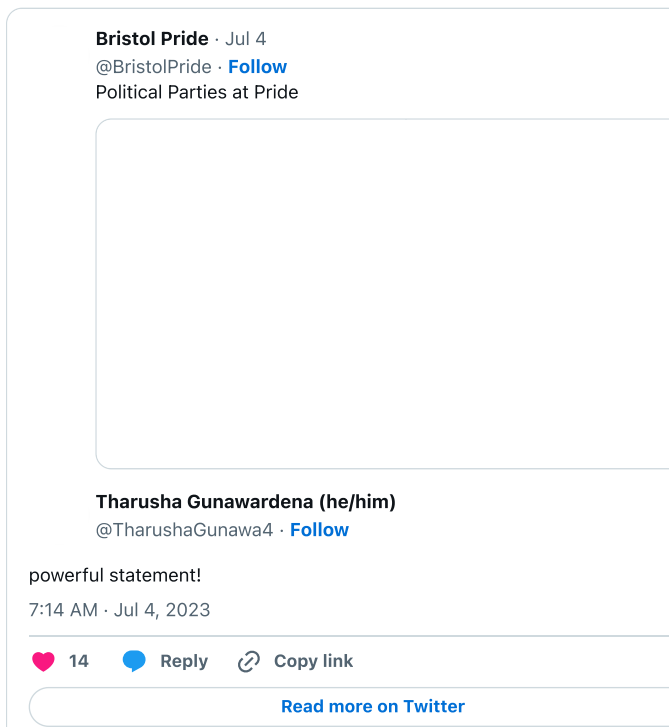 Bristol Pride · Jul 4
@BristolPride · Follow
Political Parties at Pride
Tharusha Gunawardena (he/him)
@TharushaGunawa4 · Follow
powerful statement!
7:14 AM · Jul 4, 2023
14 Reply Copy link
Read more on Twitter